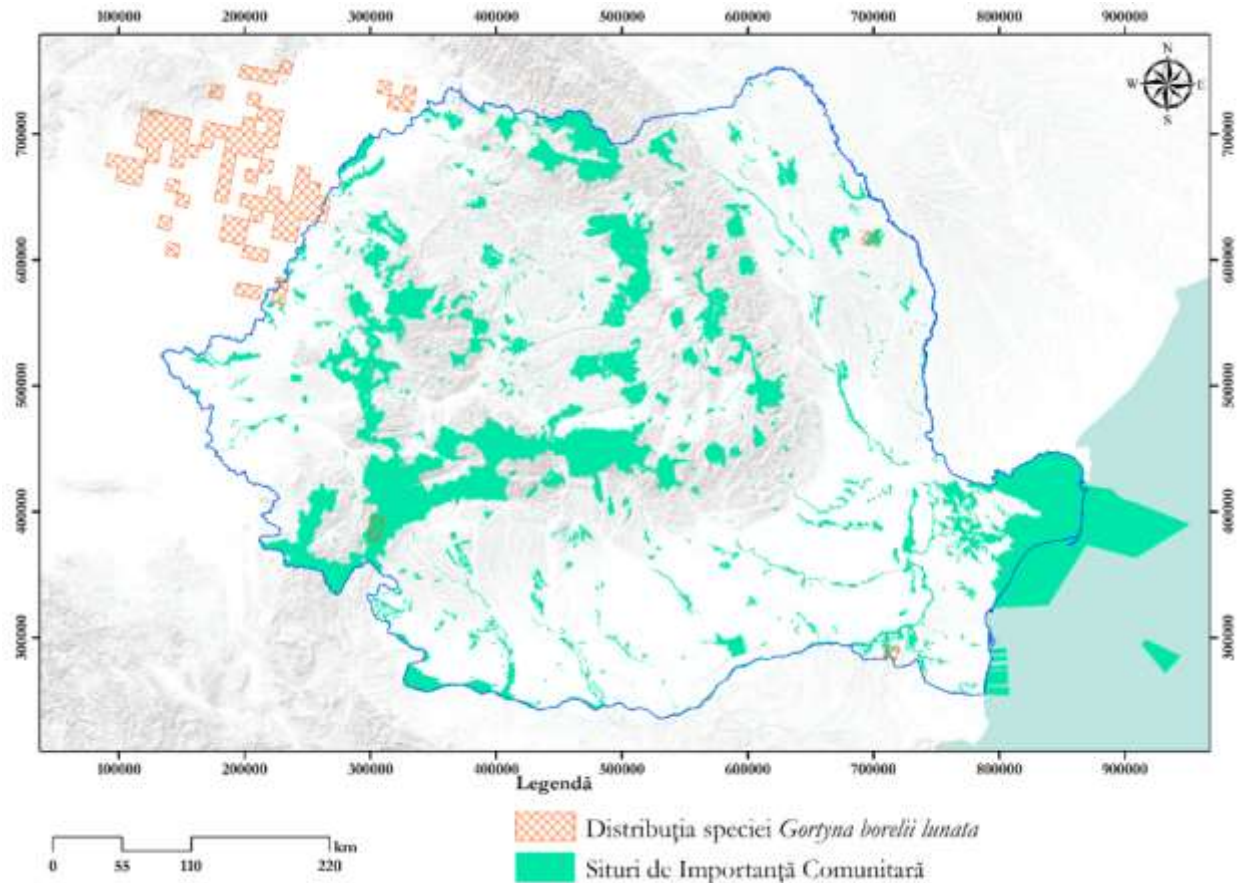 100000 200000 300000 400000 500000 600000 700000 800000 900000
N
W E
S
700000 700000
600000 600000
500000 500000
400000 400000
300000 300000
100000 200000 300000 400000 500000 600000 700000 800000 900000
Legendă
Distribuția speciei Gortyna borelii lunata
km
0 55 110 220
Situri de Importanță Comunitară